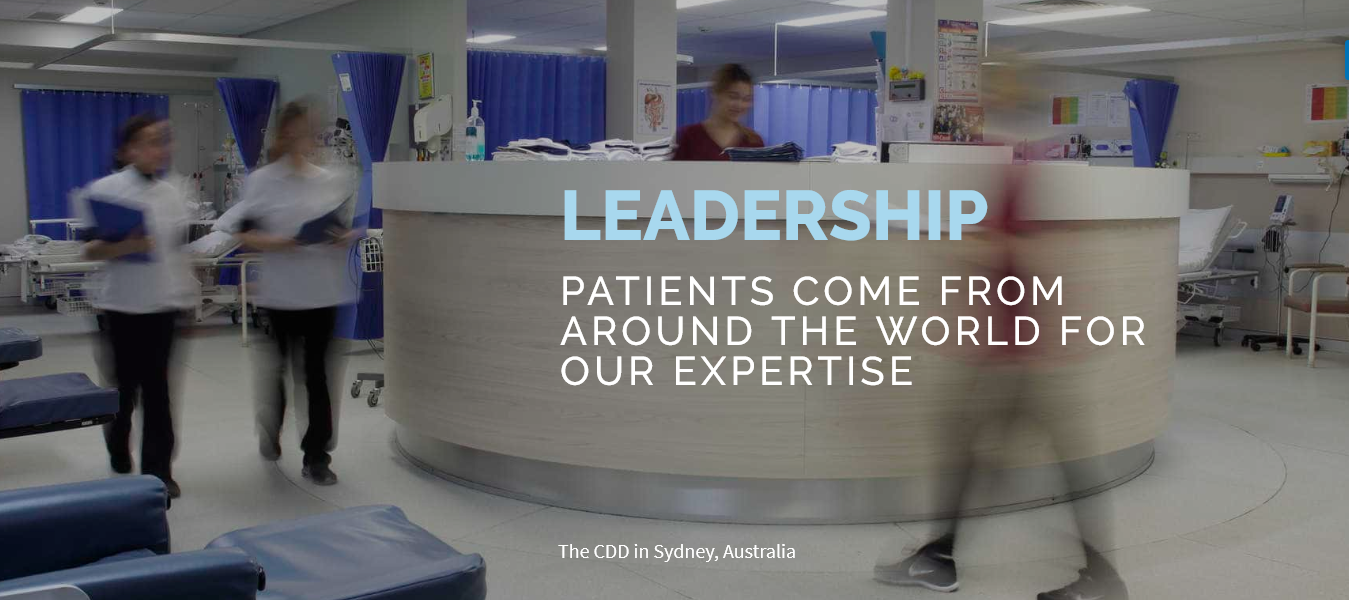 LEADERSHIP
PATIENTS COME FROM
AROUND THE WORLD FOR
OUR EXPERTISE
The CDD in Sydney, Australia